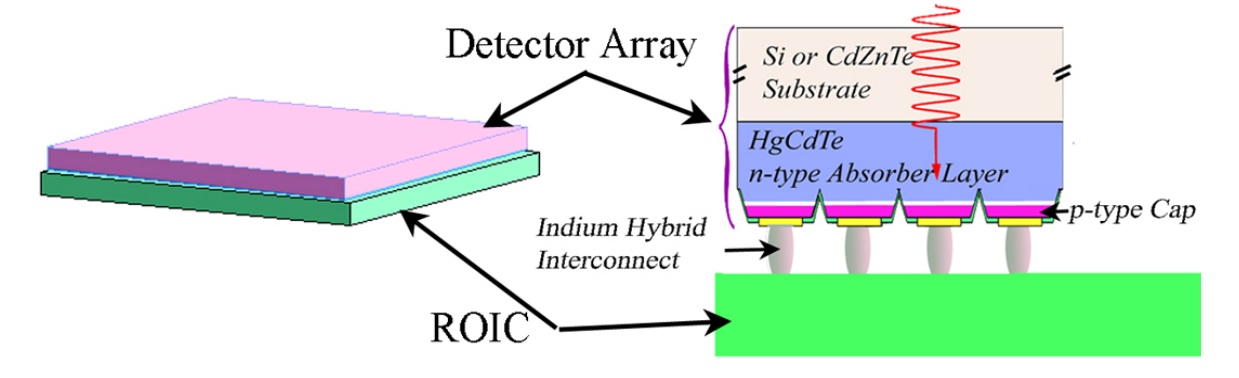 Detector Array
Si or CdZnTe
Substrate
HgCdTe
n-type Absorber Layer
p-type Cap
Indium Hybrid
Interconnect
ROIC